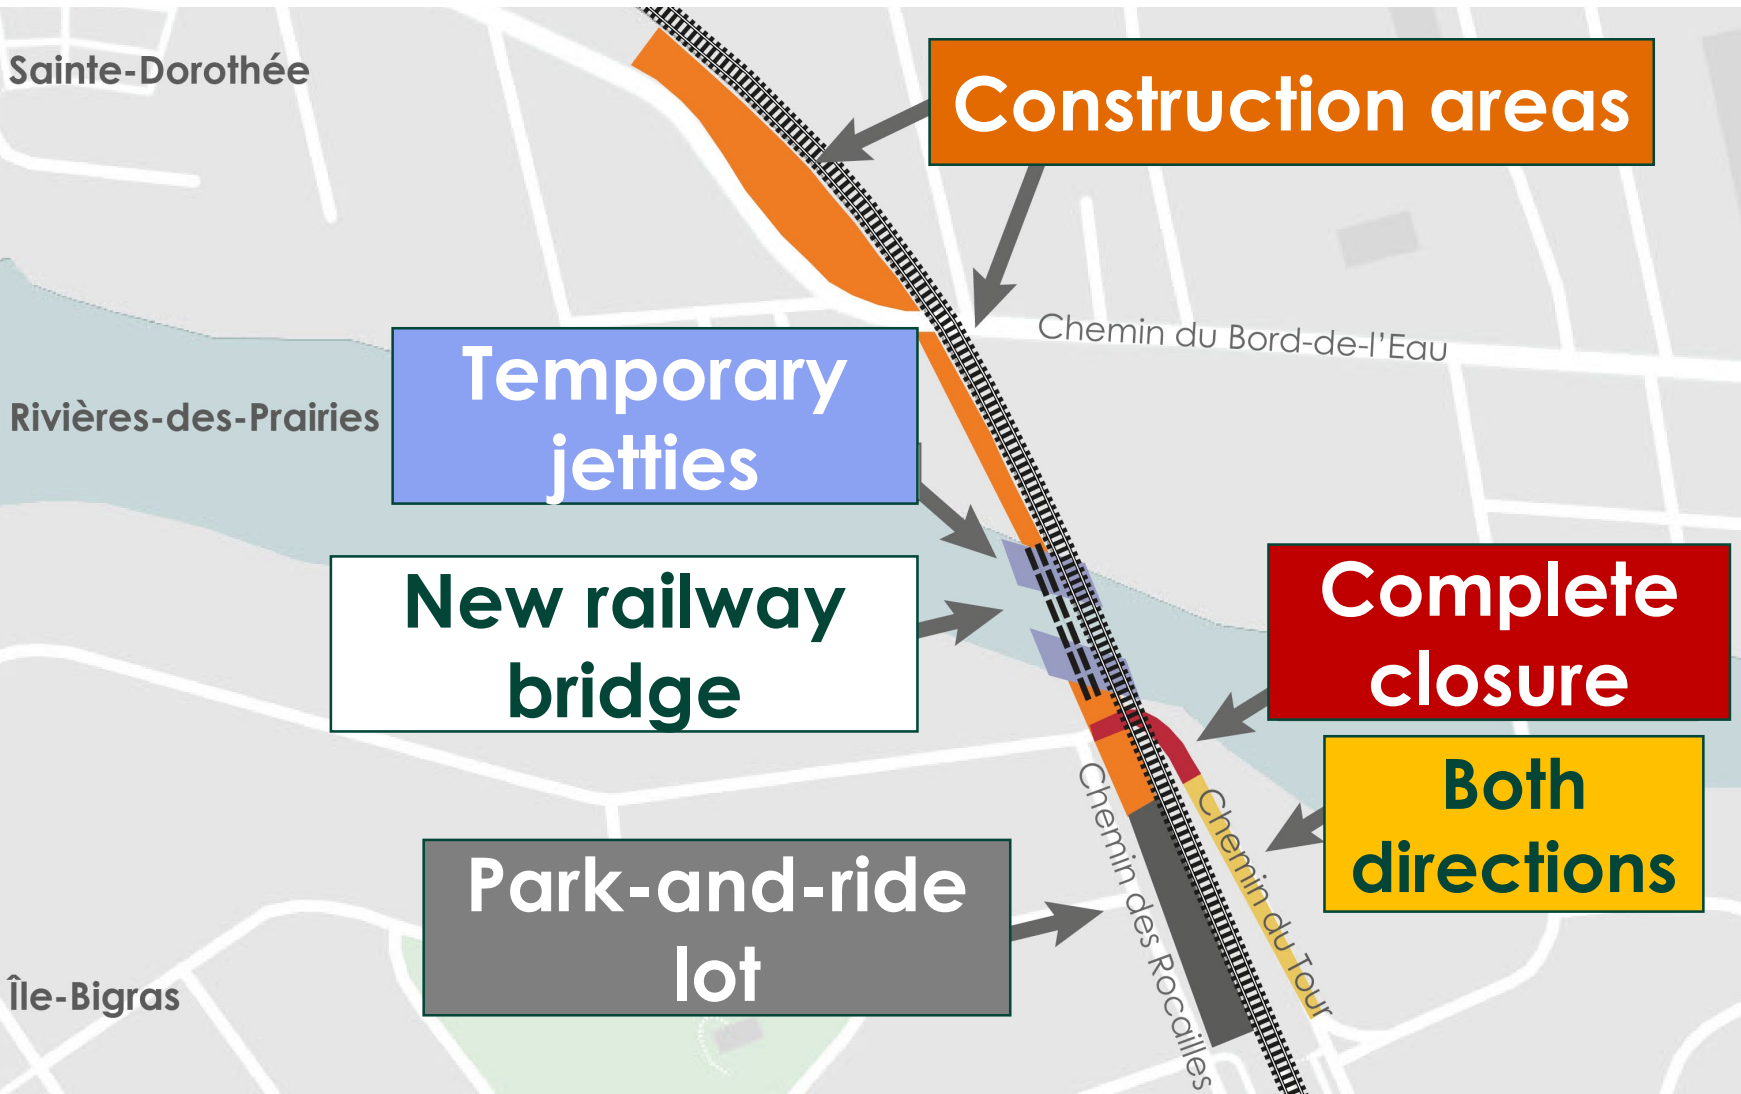 Sainte-Dorothée
Construction areas
Chemin du Bord-de-l'Eau
Temporary
jetties
Rivières-des-Prairies
New railway
bridge
Complete
closure
Both
directions
Chemin des Rocailles
Chemin du Tour
Park-and-ride
lot
Île-Bigras